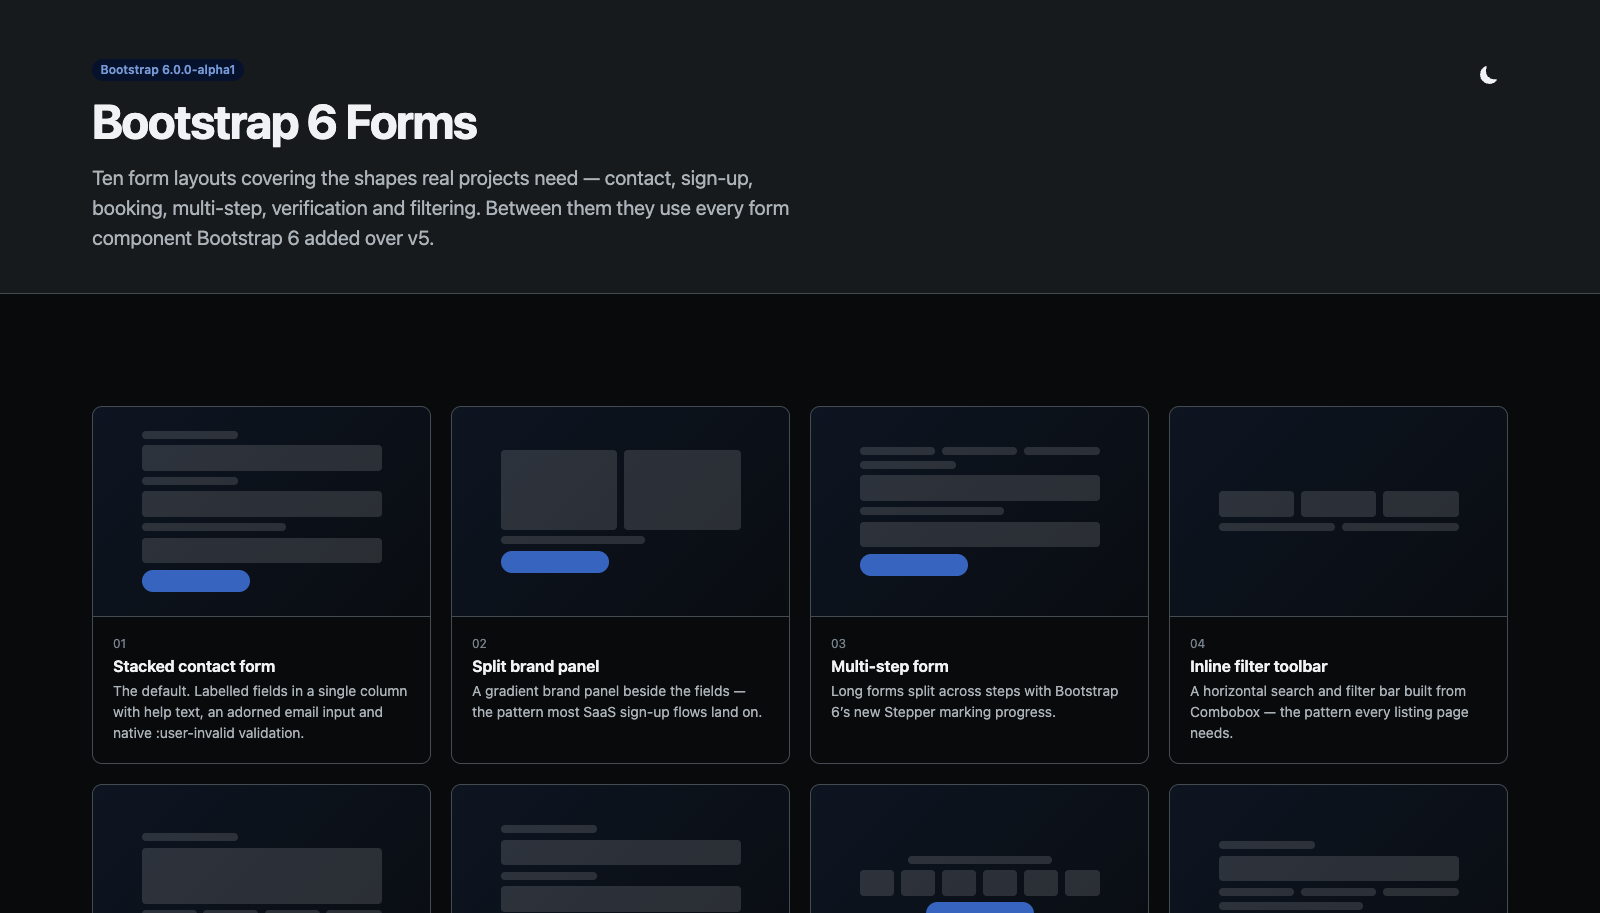 Bootstrap 6.0.0-alpha1
Bootstrap 6 Forms
Ten form layouts covering the shapes real projects need — contact, sign-up,
booking, multi-step, verification and filtering. Between them they use every form
component Bootstrap 6 added over v5.
01
Stacked contact form
The default. Labelled fields in a single column
with help text, an adorned email input and
native :user-invalid validation.
02
Split brand panel
A gradient brand panel beside the fields —
the pattern most SaaS sign-up flows land on.
03
Multi-step form
Long forms split across steps with Bootstrap
6’s new Stepper marking progress.
04
Inline filter toolbar
A horizontal search and filter bar built from
Combobox — the pattern every listing page
needs.